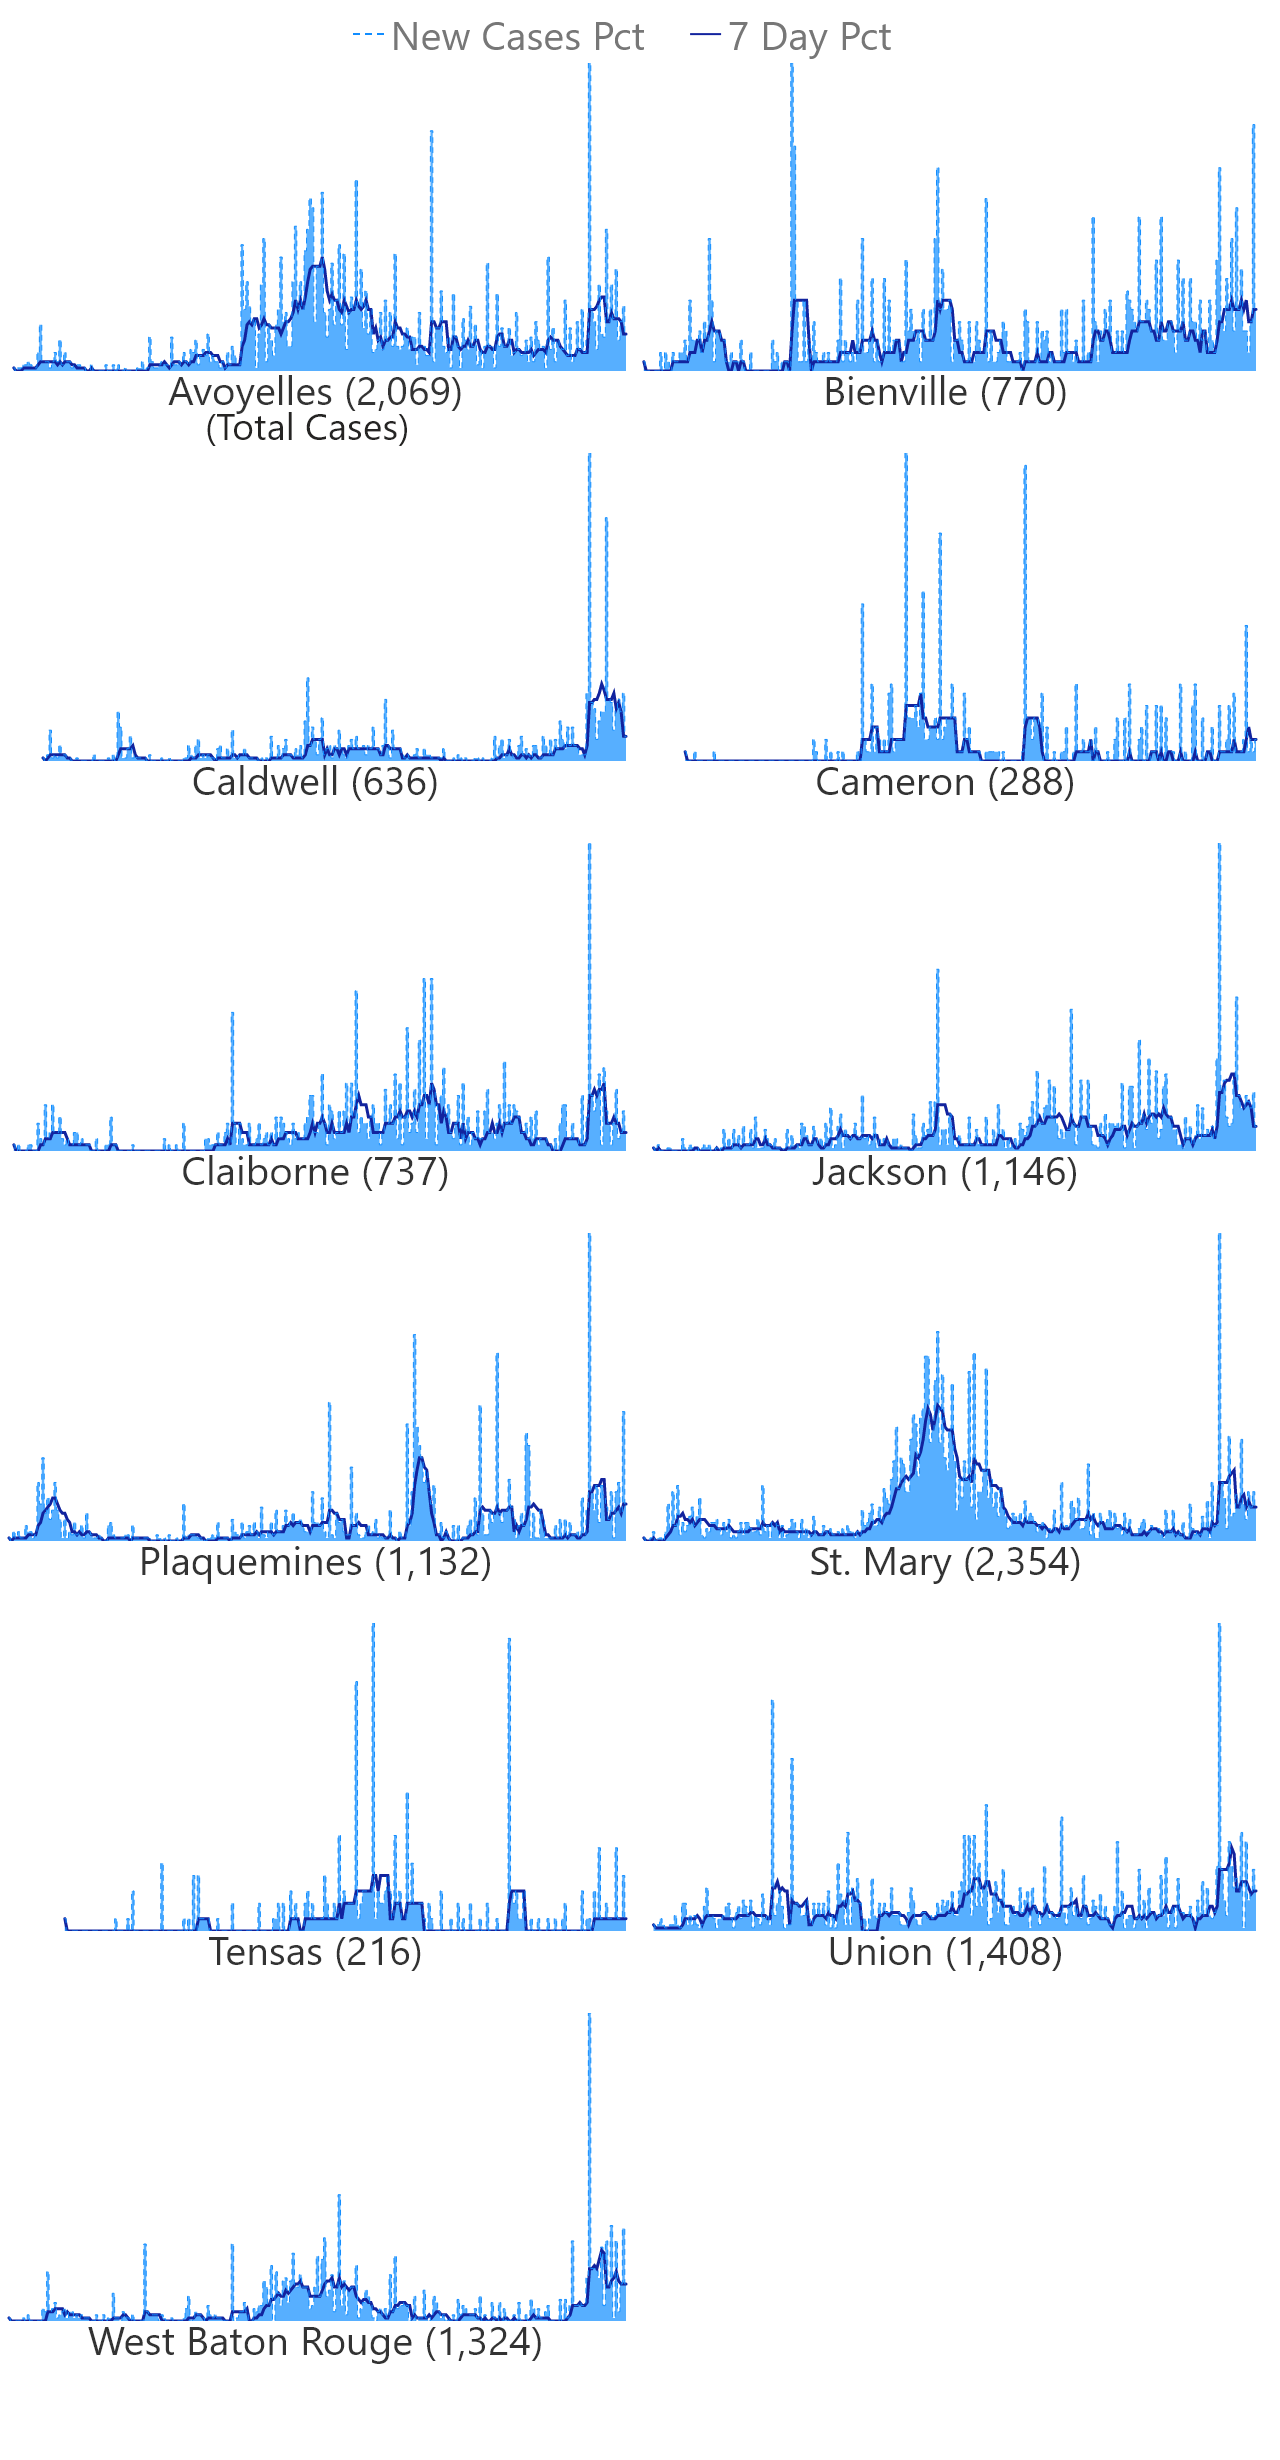 New Cases Pct 7 Day Pct
Avoyelles (2,069) Bienville (770)
(Total Cases)
Caldwell (636) Cameron (288)
Claiborne (737) Jackson (1,146)
Plaquemines (1,132) St. Mary (2,354)
Tensas (216) Union (1,408)
West Baton Rouge (1,324)